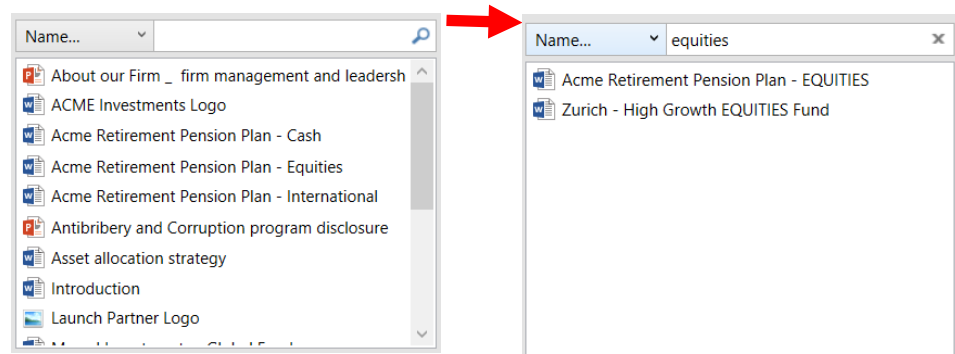 Name...
About our Firm _ firm management and leadersh
ACME Investments Logo
Acme Retirement Pension Plan - Cash
Acme Retirement Pension Plan - Equities
Acme Retirement Pension Plan - International
Antibribery and Corruption program disclosure
Asset allocation strategy
Introduction
Launch Partner Logo
Name... equities
Acme Retirement Pension Plan - EQUITIES
Zurich - High Growth EQUITIES Fund